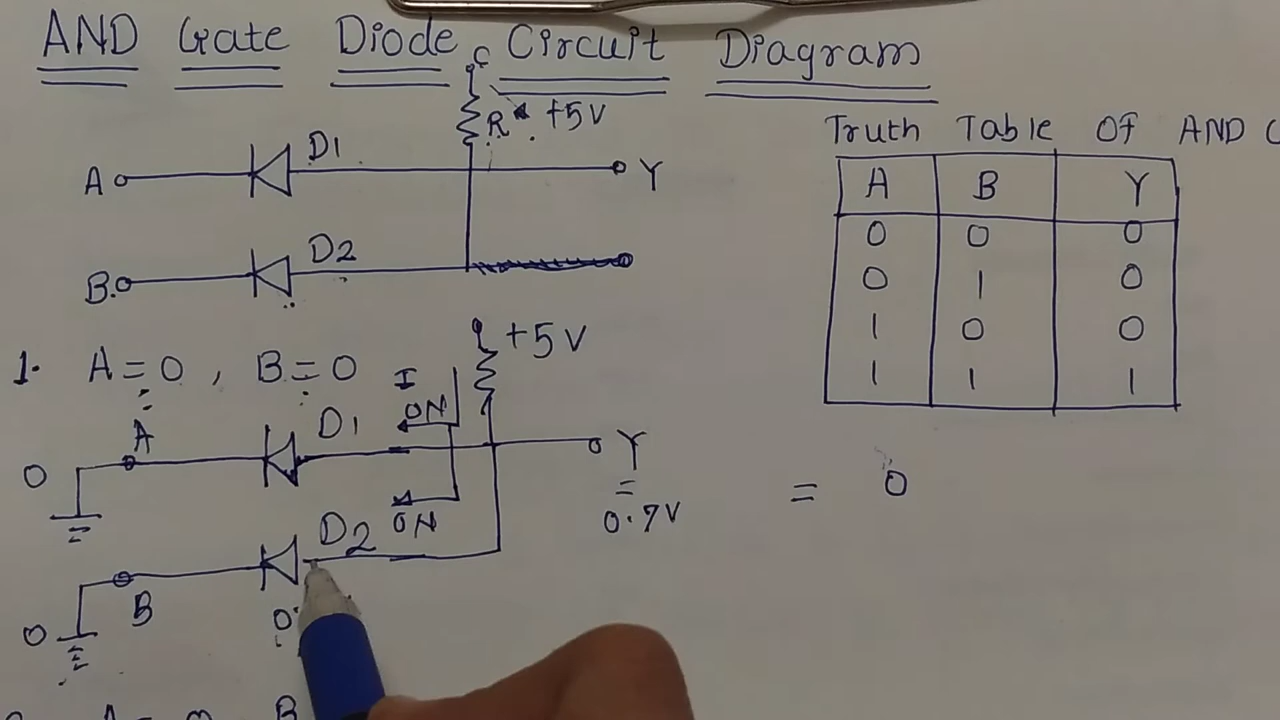 AND Gate Diode Circuit Diagram
C
R +5V
D1
A
Y
D2
B
Truth Table Of AND
A B Y
0 0 0
0 1 0
1 0 0
1 1 1
1. A=0, B=0
+5V
I
ON
D1
A
0
Y
=
0.7V
= 0
ON
D2
B
0
0
B